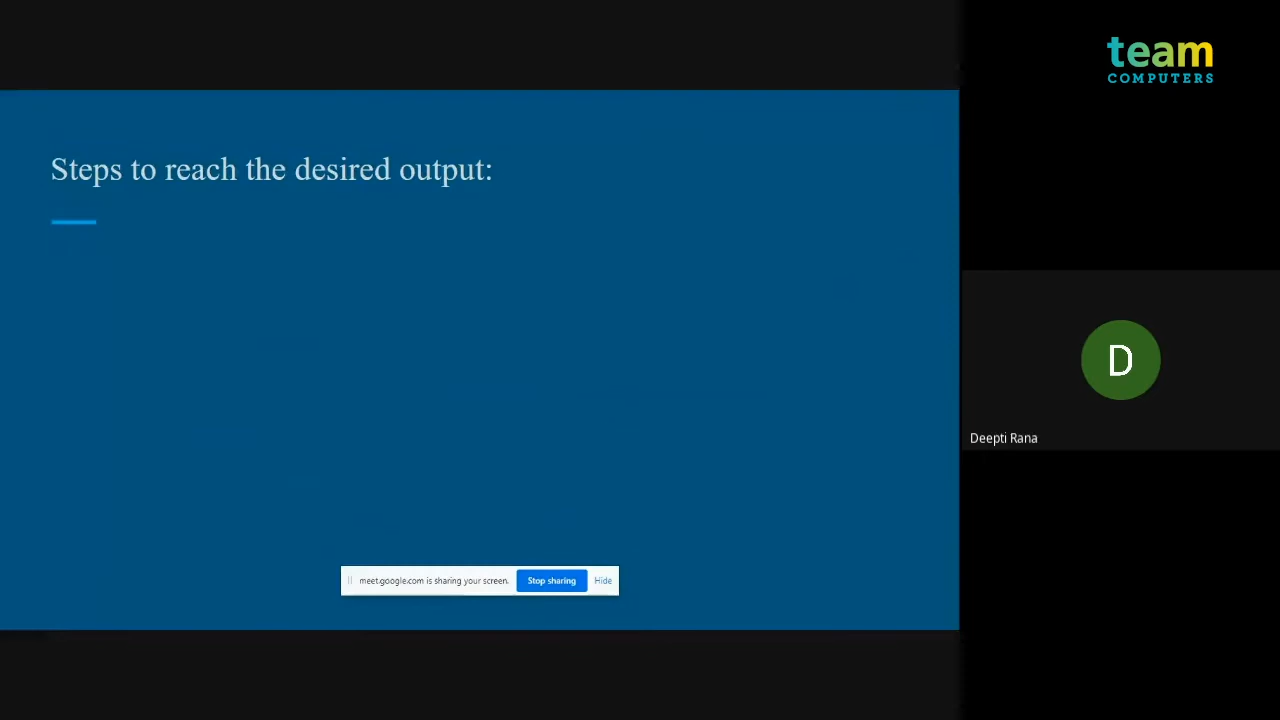 team
COMPUTERS
Steps to reach the desired output:
D
Deepti Rana
meet.google.com is sharing your screen.
Stop sharing
Hide